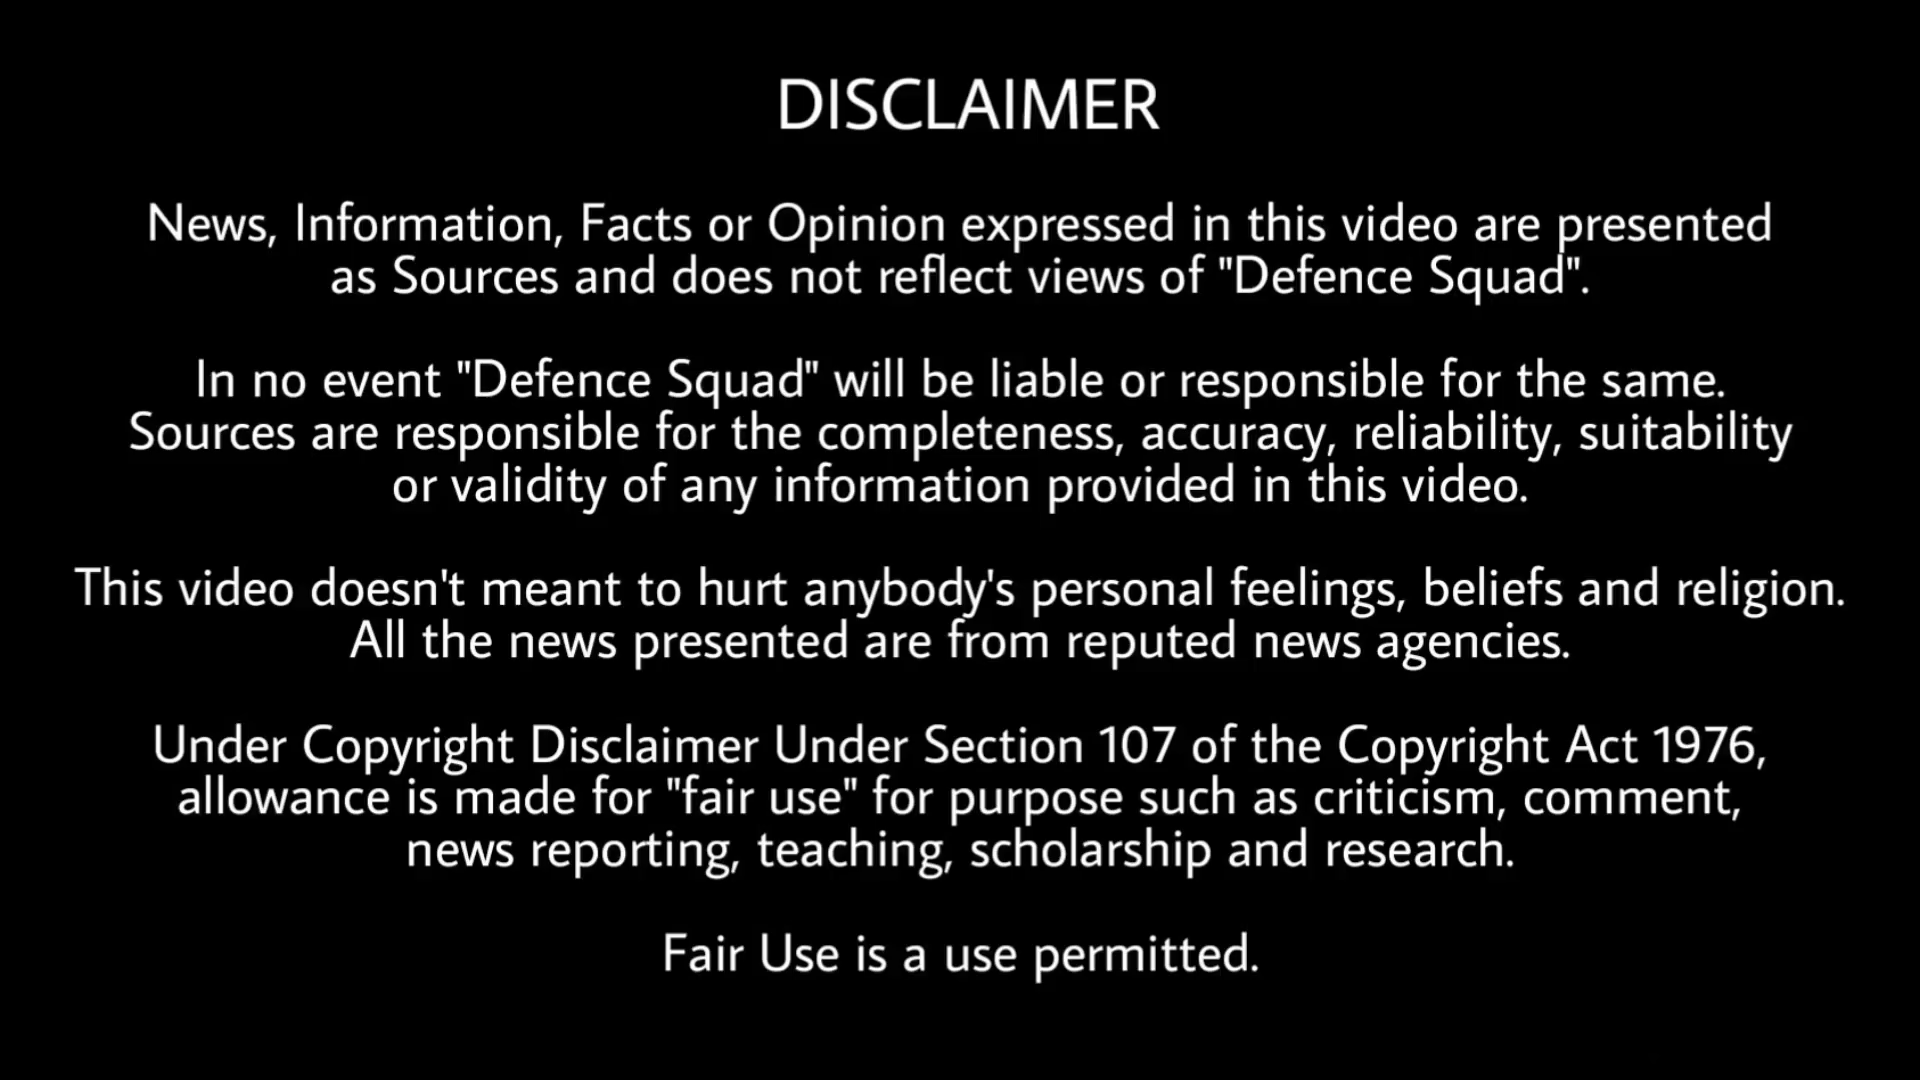 DISCLAIMER
News, Information, Facts or Opinion expressed in this video are presented
as Sources and does not reflect views of "Defence Squad".
In no event "Defence Squad" will be liable or responsible for the same.
Sources are responsible for the completeness, accuracy, reliability, suitability
or validity of any information provided in this video.
This video doesn't meant to hurt anybody's personal feelings, beliefs and religion.
All the news presented are from reputed news agencies.
Under Copyright Disclaimer Under Section 107 of the Copyright Act 1976,
allowance is made for "fair use" for purpose such as criticism, comment,
news reporting, teaching, scholarship and research.
Fair Use is a use permitted.